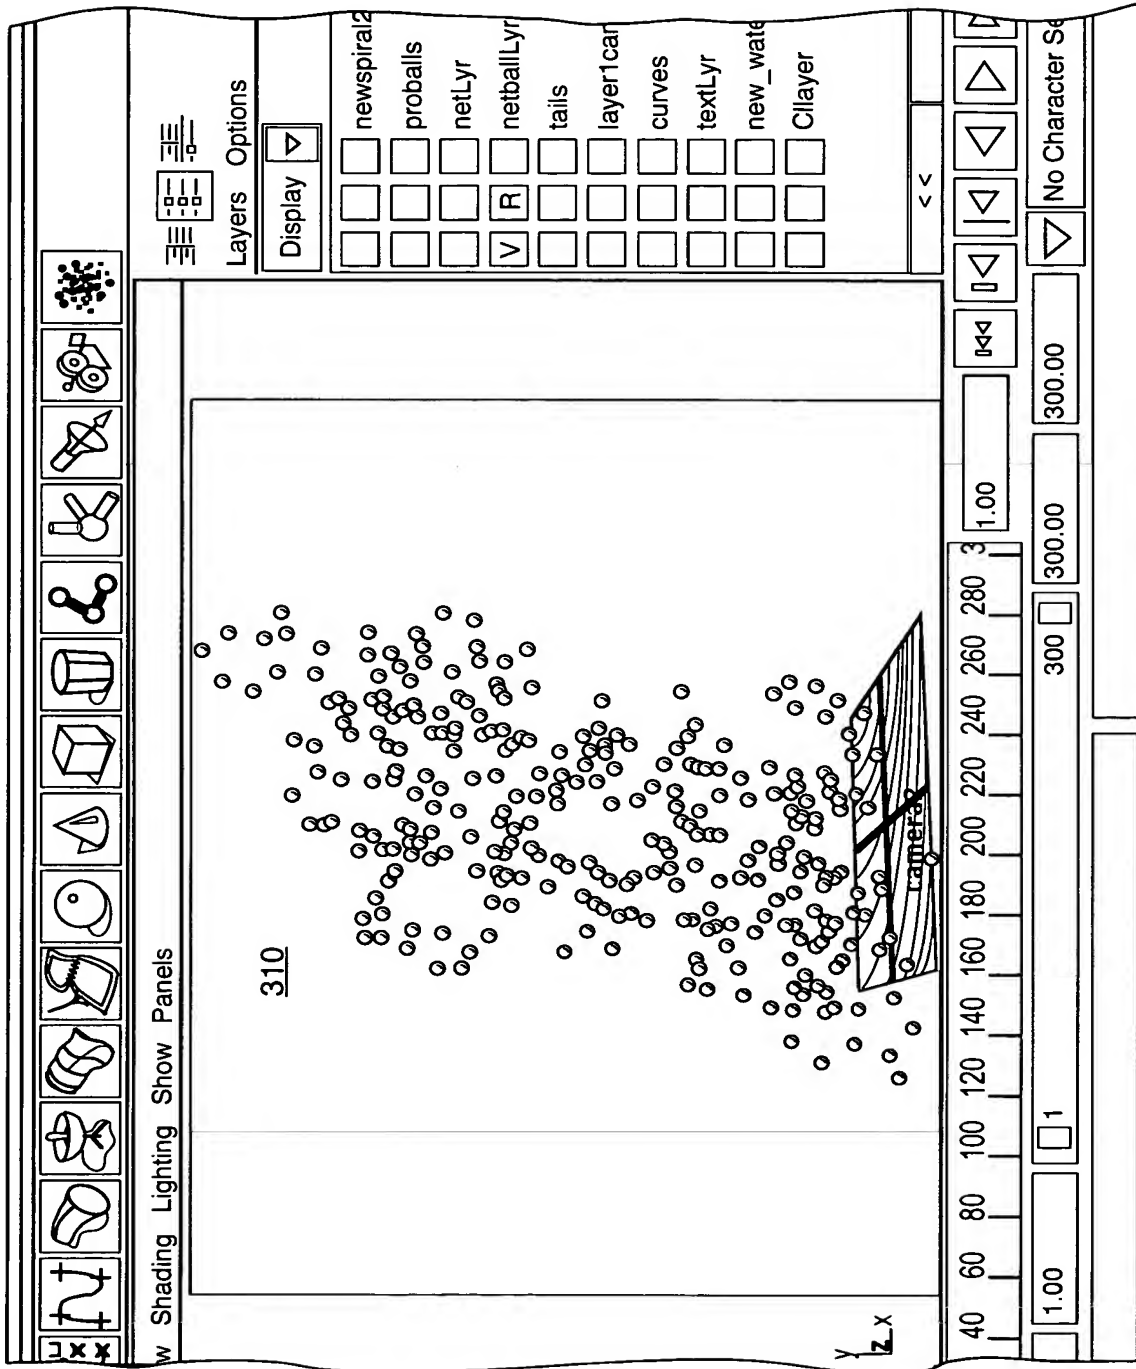 w Shading Lighting Show Panels
310
camera2
y
z x
Layers Options
Display
newspiral2
proballs
netLyr
V R netballLyr
tails
layer1can
curves
textLyr
new_wate
Cllayer
<<
40 60 80 100 120 140 160 180 200 220 240 260 280 3
1.00
1.00 1 300 300.00 300.00 No Character Se